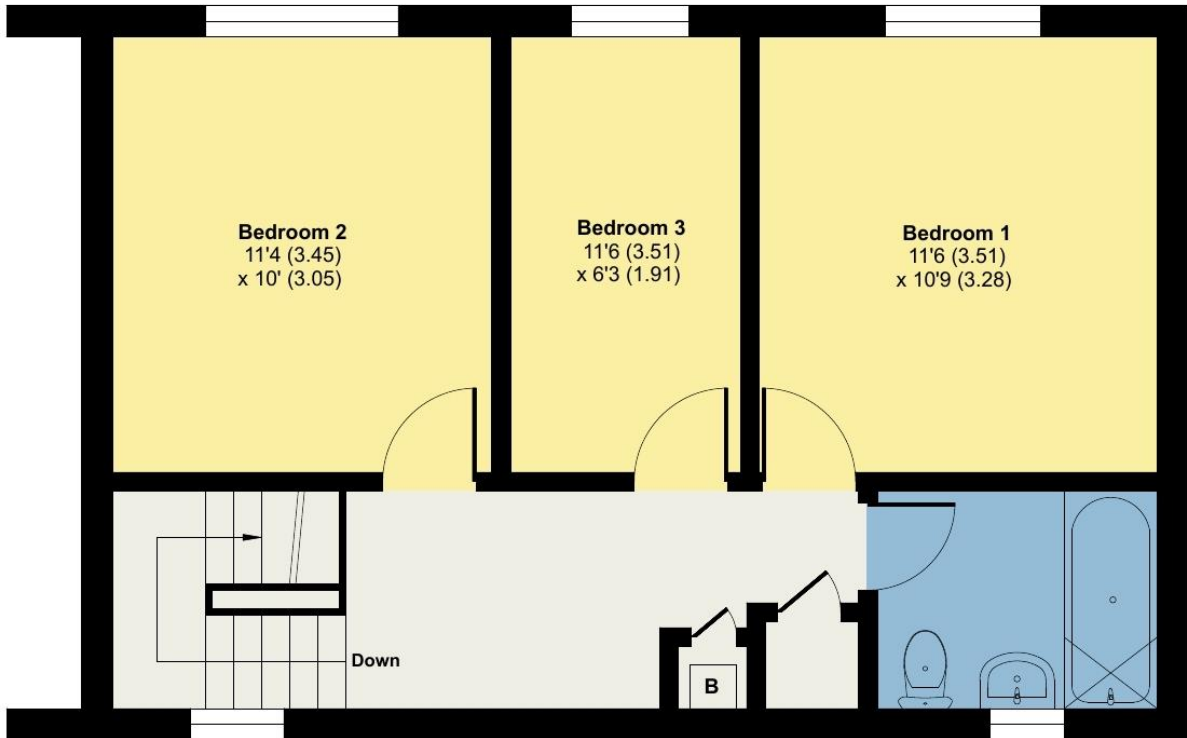 Bedroom 2
11'4 (3.45)
x 10' (3.05)
Bedroom 3
11'6 (3.51)
x 6'3 (1.91)
Bedroom 1
11'6 (3.51)
x 10'9 (3.28)
Down
B